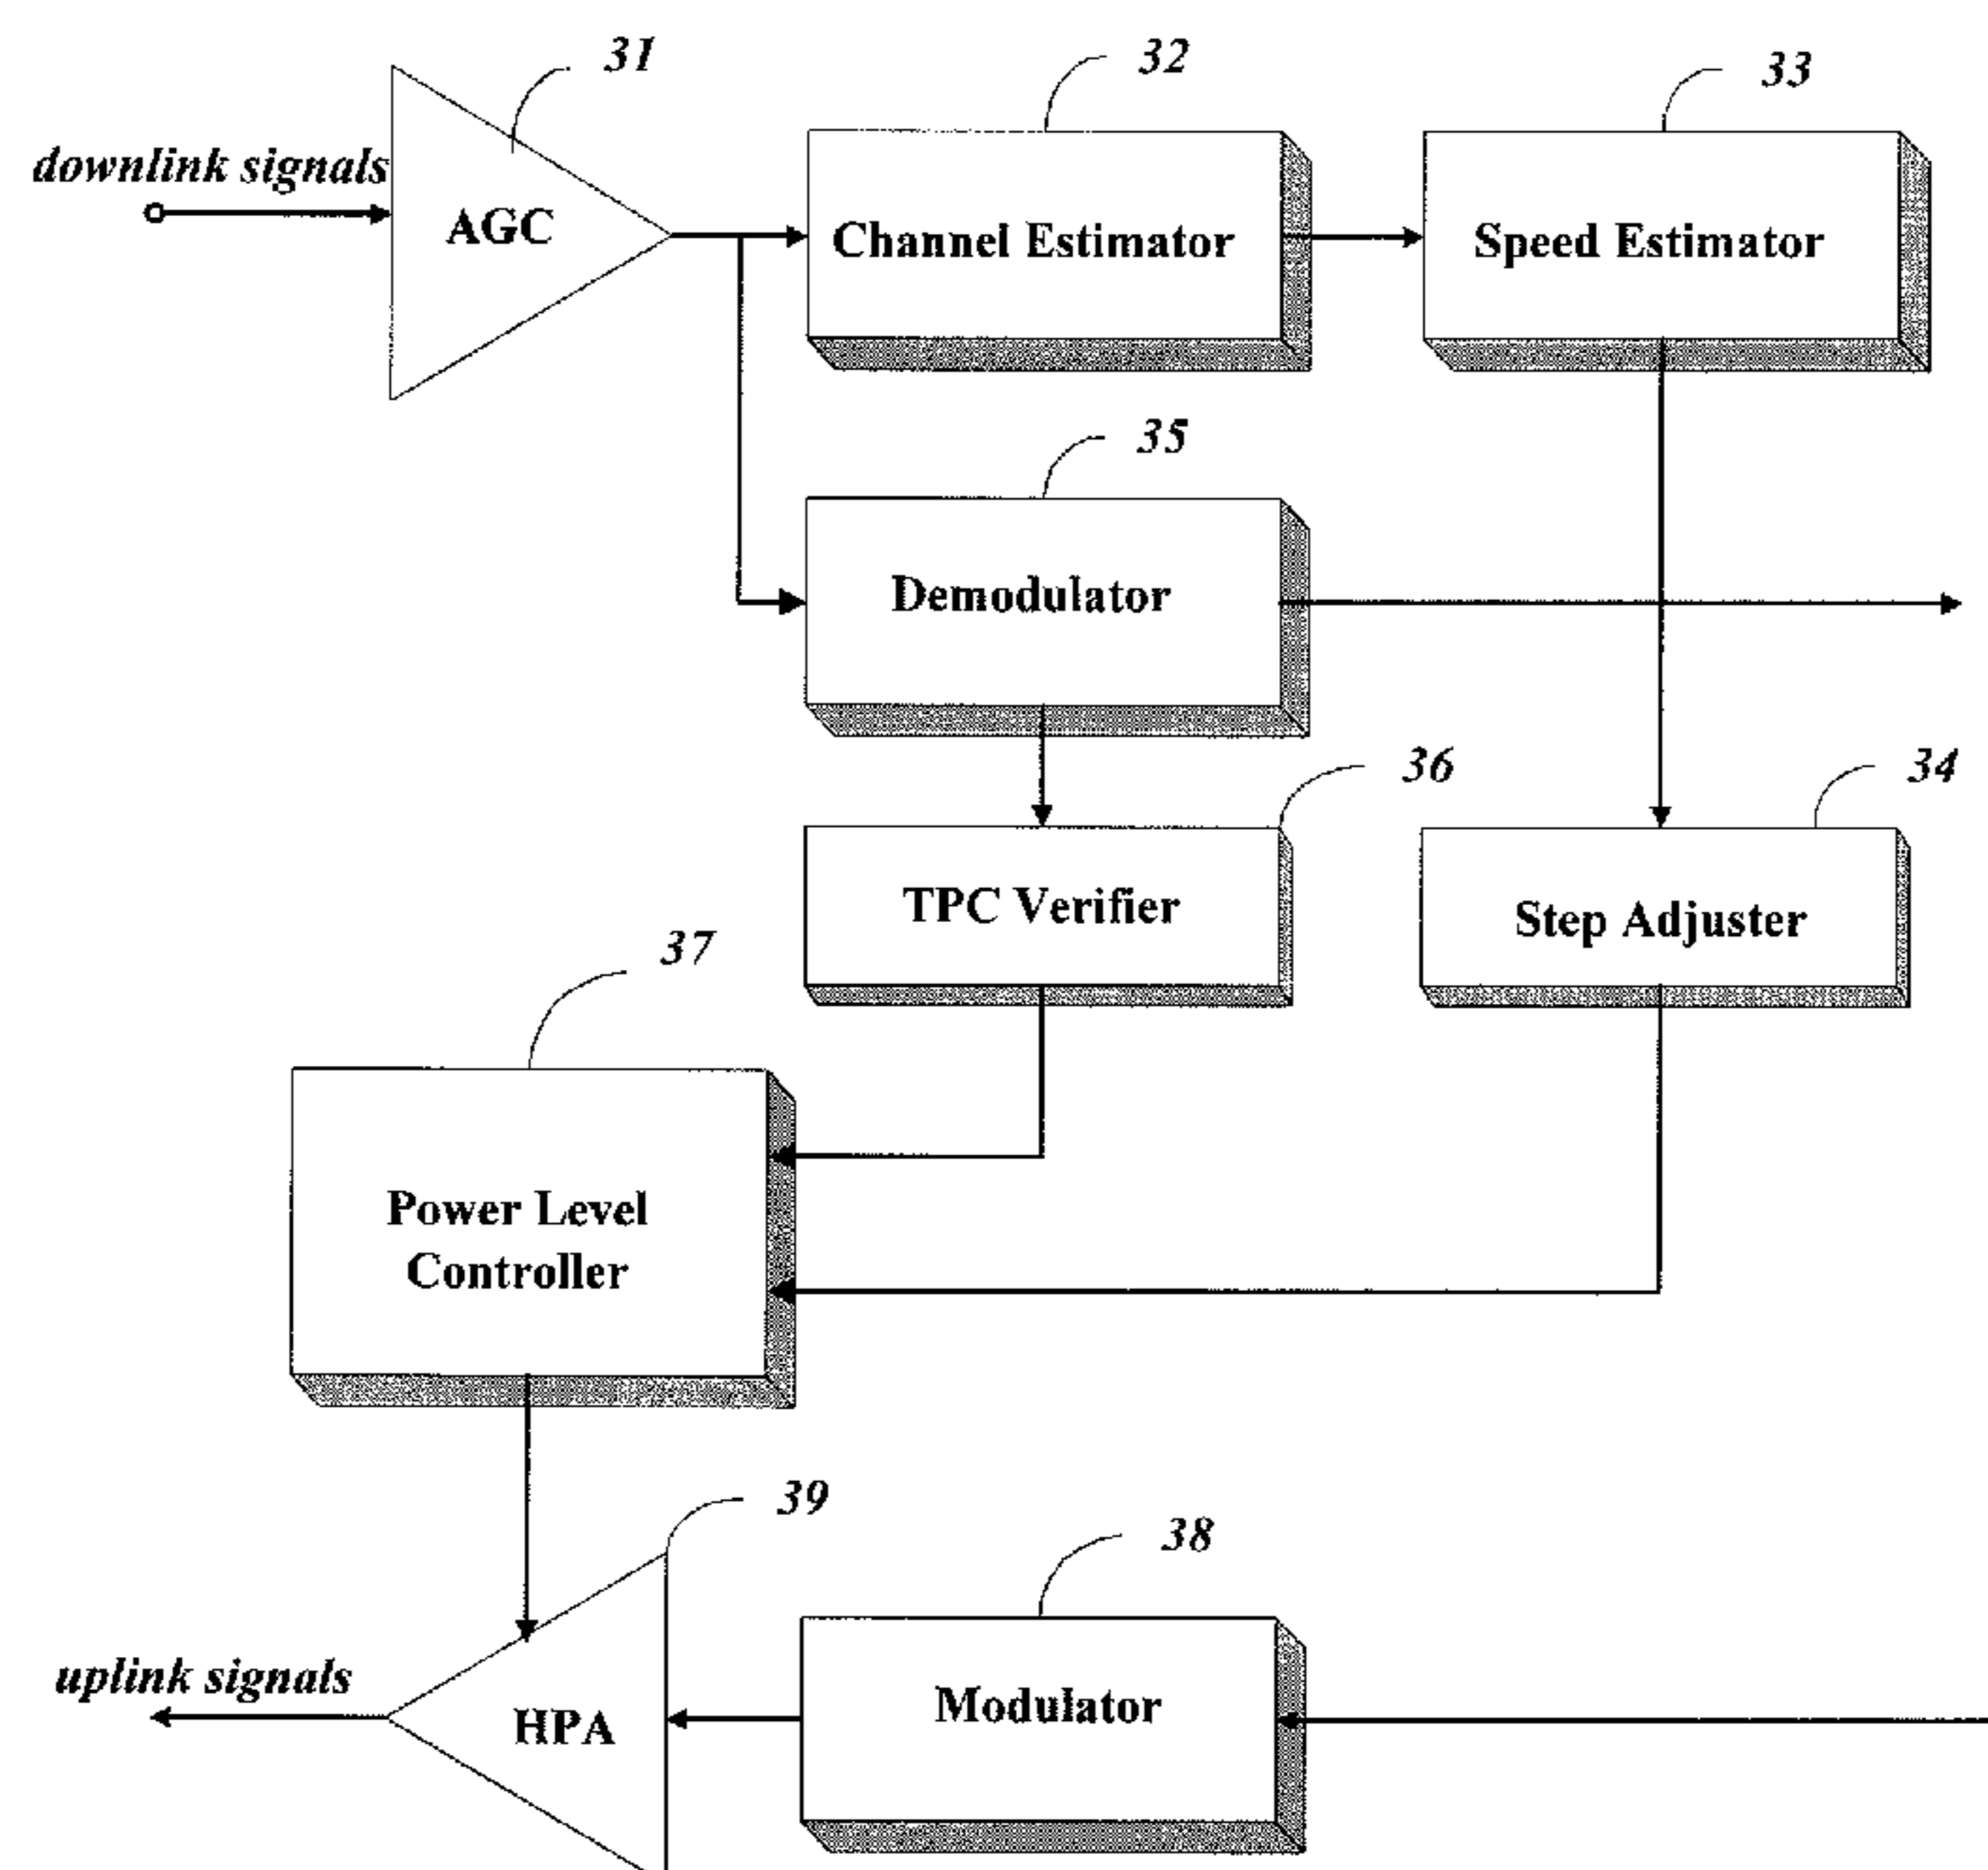 31
32
33
downlink signals
AGC
Channel Estimator
Speed Estimator
35
Demodulator
36
34
TPC Verifier
Step Adjuster
37
Power Level
Controller
39
38
uplink signals
HPA
Modulator